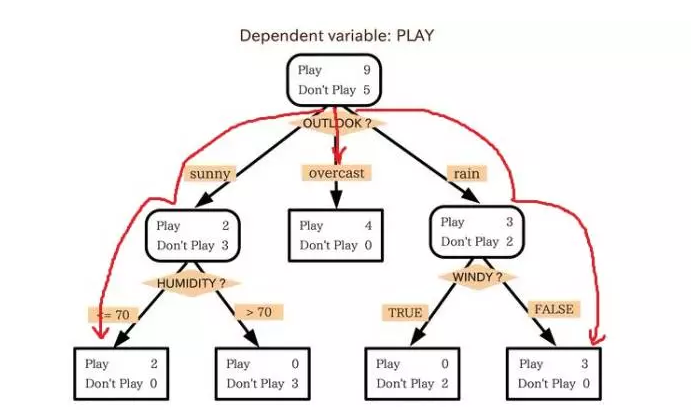 Dependent variable: PLAY
Play 9
Don't Play 5
OUTLOOK ?
sunny
overcast
rain
Play 2
Don't Play 3
Play 4
Don't Play 0
Play 3
Don't Play 2
HUMIDITY ?
WINDY ?
<= 70
> 70
TRUE
FALSE
Play 2
Don't Play 0
Play 0
Don't Play 3
Play 0
Don't Play 2
Play 3
Don't Play 0